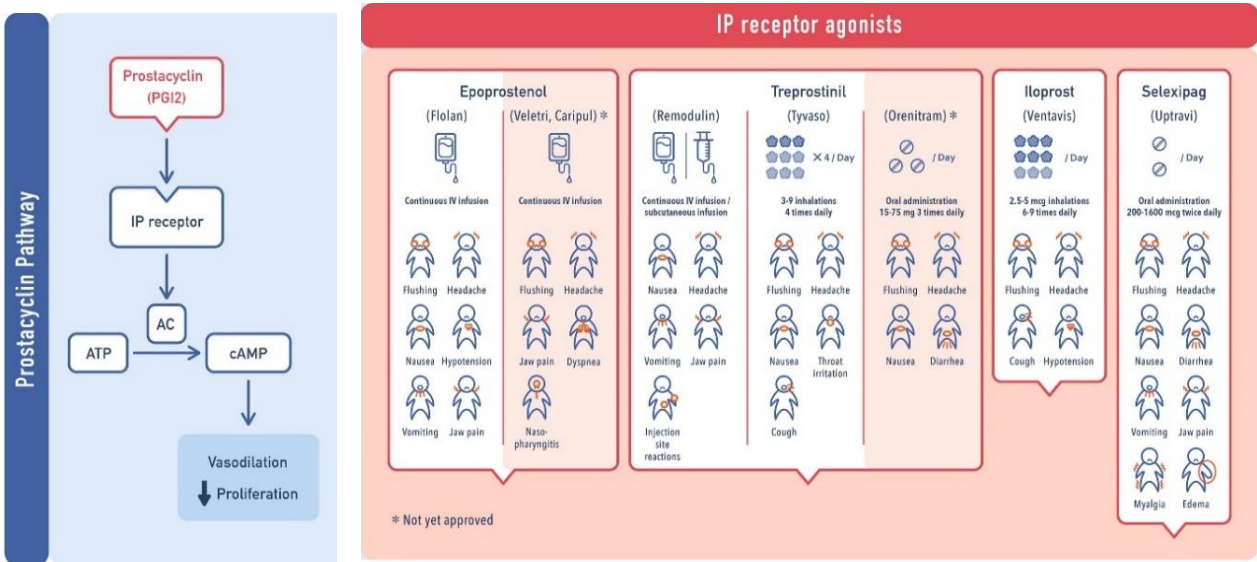 Prostacyclin Pathway
Prostacyclin
(PGI2)
IP receptor
AC
ATP
cAMP
Vasodilation
Proliferation
IP receptor agonists
Epoprostenol
(Flolan)
(Veletri, Caripul) *
Continuous IV infusion
Continuous IV infusion
Flushing Headache
Flushing Headache
Nausea Hypotension
Jaw pain Dyspnea
Vomiting Jaw pain
Naso-
pharyngitis
Treprostinil
(Remodulin)
(Tyvaso)
(Orenitram) *
× 4 / Day
/ Day
Continuous IV infusion /
subcutaneous infusion
3-9 inhalations
4 times daily
Oral administration
15-75 mg 3 times daily
Nausea Headache
Flushing Headache
Flushing Headache
Vomiting Jaw pain
Nausea Throat
irritation
Nausea Diarrhea
Injection
site
reactions
Cough
Iloprost
(Ventavis)
/ Day
2.5-5 mcg inhalations
6-9 times daily
Flushing Headache
Cough Hypotension
Selexipag
(Uptravi)
/ Day
Oral administration
200-1600 mcg twice daily
Flushing Headache
Nausea Diarrhea
Vomiting Jaw pain
Myalgia Edema
* Not yet approved